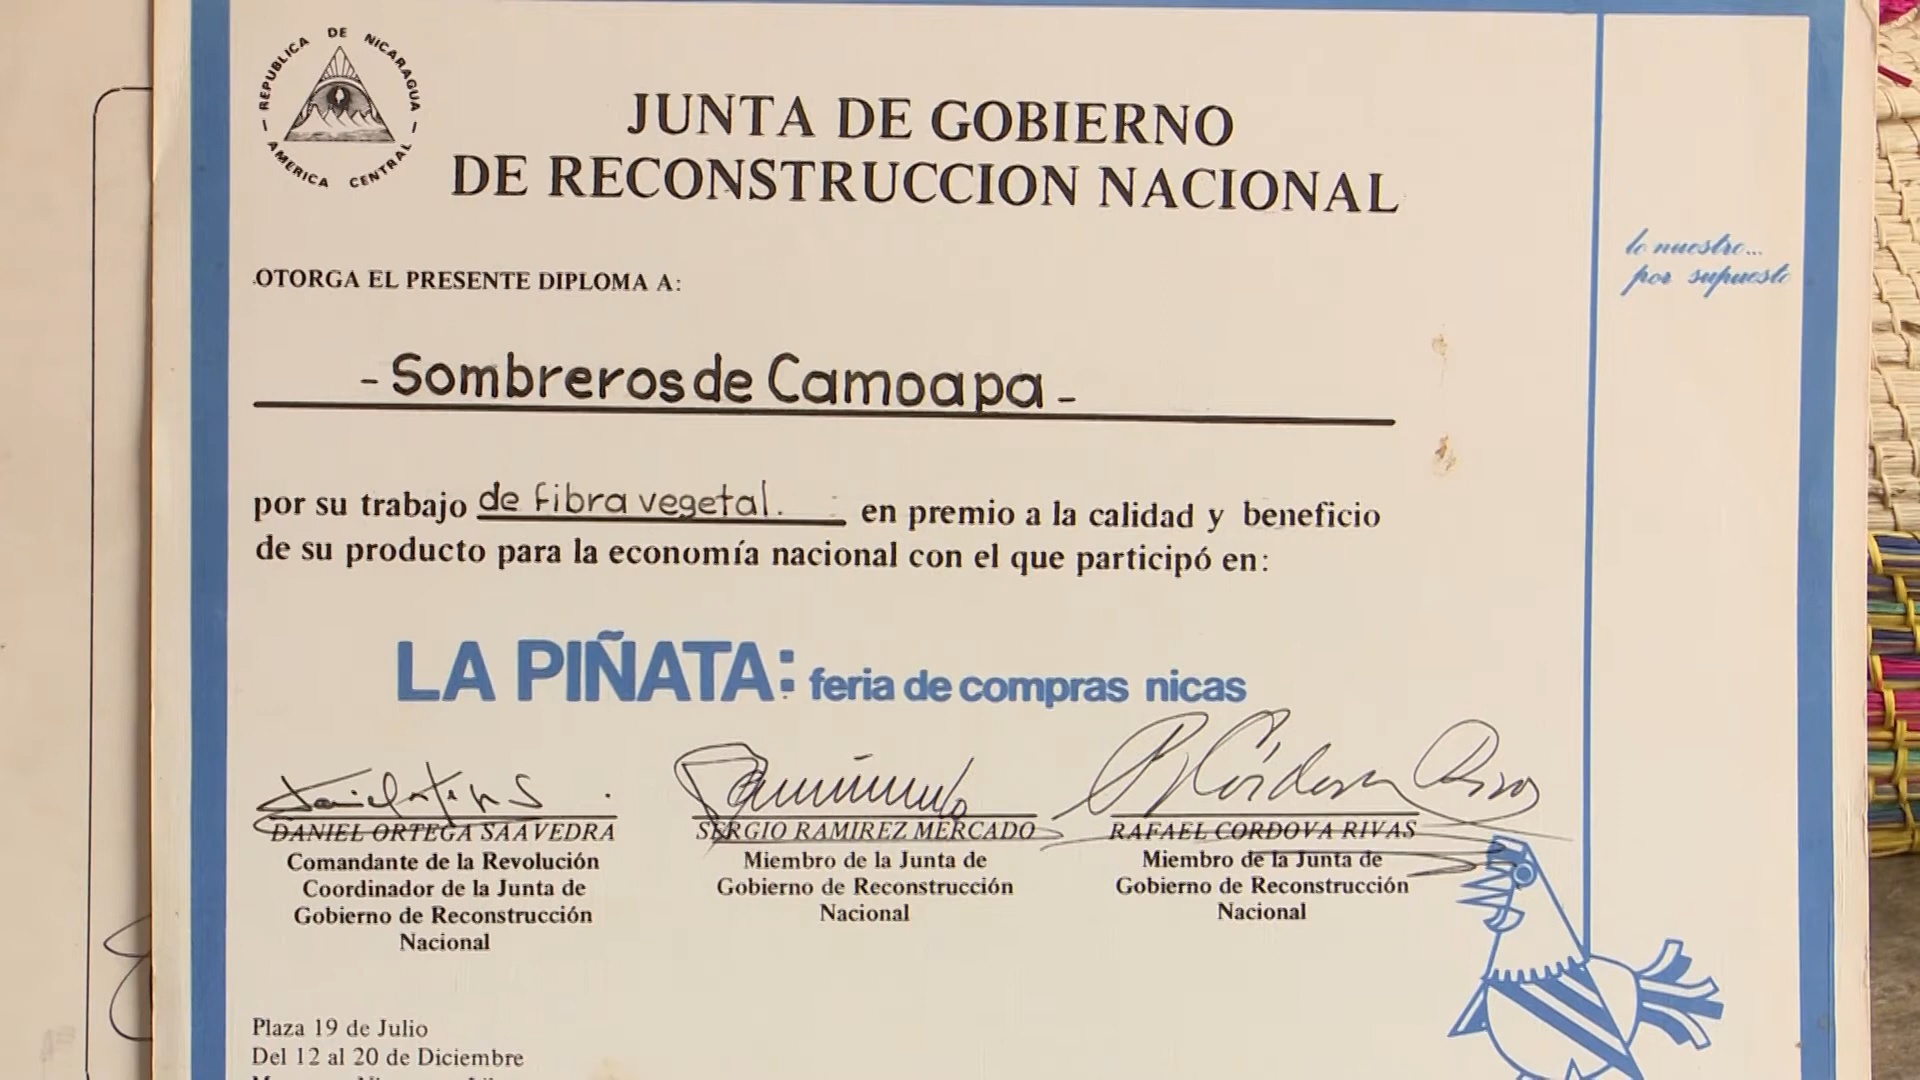 REPUBLICA DE NICARAGUA
AMERICA CENTRAL
JUNTA DE GOBIERNO
DE RECONSTRUCCION NACIONAL
lo nuestro...
por supuesto
OTORGA EL PRESENTE DIPLOMA A:
- Sombreros de Camoapa -
por su trabajo de fibra vegetal. en premio a la calidad y beneficio
de su producto para la economía nacional con el que participó en:
LA PIÑATA: feria de compras nicas
DANIEL ORTEGA SAAVEDRA
Comandante de la Revolución
Coordinador de la Junta de
Gobierno de Reconstrucción
Nacional
SERGIO RAMIREZ MERCADO
Miembro de la Junta de
Gobierno de Reconstrucción
Nacional
RAFAEL CORDOVA RIVAS
Miembro de la Junta de
Gobierno de Reconstrucción
Nacional
Plaza 19 de Julio
Del 12 al 20 de Diciembre